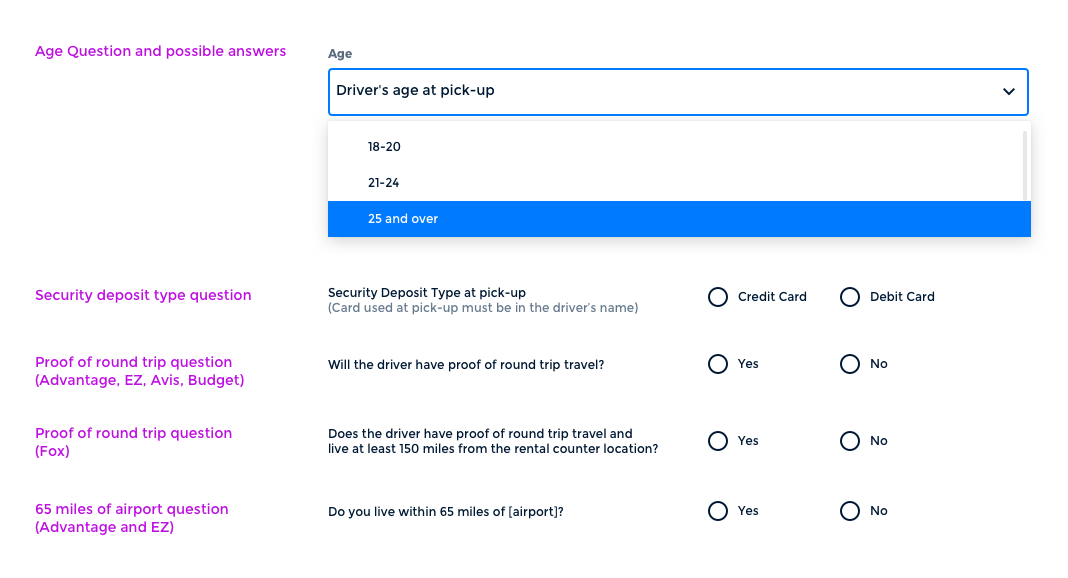 Age Question and possible answers
Age
Driver's age at pick-up
18-20
21-24
25 and over
Security deposit type question
Security Deposit Type at pick-up
(Card used at pick-up must be in the driver's name)
Credit Card
Debit Card
Proof of round trip question
(Advantage, EZ, Avis, Budget)
Will the driver have proof of round trip travel?
Yes
No
Proof of round trip question
(Fox)
Does the driver have proof of round trip travel and
live at least 150 miles from the rental counter location?
Yes
No
65 miles of airport question
(Advantage and EZ)
Do you live within 65 miles of [airport]?
Yes
No